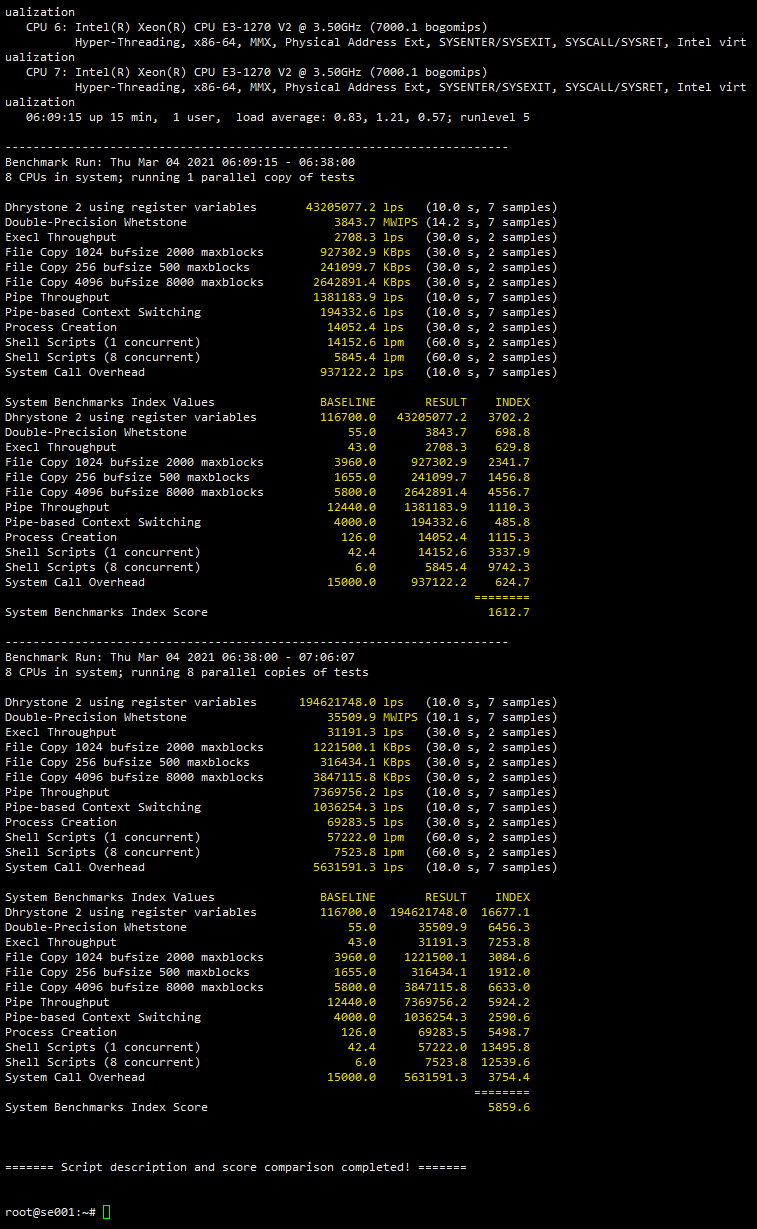 ualization
   CPU 6: Intel(R) Xeon(R) CPU E3-1270 V2 @ 3.50GHz (7000.1 bogomips)
          Hyper-Threading, x86-64, MMX, Physical Address Ext, SYSENTER/SYSEXIT, SYSCALL/SYSRET, Intel virt
ualization
   CPU 7: Intel(R) Xeon(R) CPU E3-1270 V2 @ 3.50GHz (7000.1 bogomips)
          Hyper-Threading, x86-64, MMX, Physical Address Ext, SYSENTER/SYSEXIT, SYSCALL/SYSRET, Intel virt
ualization
   06:09:15 up 15 min,  1 user,  load average: 0.83, 1.21, 0.57; runlevel 5

------------------------------------------------------------------------
Benchmark Run: Thu Mar 04 2021 06:09:15 - 06:38:00
8 CPUs in system; running 1 parallel copy of tests

Dhrystone 2 using register variables       43205077.2 lps   (10.0 s, 7 samples)
Double-Precision Whetstone                     3843.7 MWIPS (14.2 s, 7 samples)
Execl Throughput                               2708.3 lps   (30.0 s, 2 samples)
File Copy 1024 bufsize 2000 maxblocks        927302.9 KBps  (30.0 s, 2 samples)
File Copy 256 bufsize 500 maxblocks          241099.7 KBps  (30.0 s, 2 samples)
File Copy 4096 bufsize 8000 maxblocks       2642891.4 KBps  (30.0 s, 2 samples)
Pipe Throughput                             1381183.9 lps   (10.0 s, 7 samples)
Pipe-based Context Switching                 194332.6 lps   (10.0 s, 7 samples)
Process Creation                              14052.4 lps   (30.0 s, 2 samples)
Shell Scripts (1 concurrent)                  14152.6 lpm   (60.0 s, 2 samples)
Shell Scripts (8 concurrent)                   5845.4 lpm   (60.0 s, 2 samples)
System Call Overhead                         937122.2 lps   (10.0 s, 7 samples)

System Benchmarks Index Values               BASELINE       RESULT    INDEX
Dhrystone 2 using register variables         116700.0   43205077.2   3702.2
Double-Precision Whetstone                       55.0       3843.7    698.8
Execl Throughput                                 43.0       2708.3    629.8
File Copy 1024 bufsize 2000 maxblocks          3960.0     927302.9   2341.7
File Copy 256 bufsize 500 maxblocks            1655.0     241099.7   1456.8
File Copy 4096 bufsize 8000 maxblocks          5800.0    2642891.4   4556.7
Pipe Throughput                               12440.0    1381183.9   1110.3
Pipe-based Context Switching                   4000.0     194332.6    485.8
Process Creation                                126.0      14052.4   1115.3
Shell Scripts (1 concurrent)                     42.4      14152.6   3337.9
Shell Scripts (8 concurrent)                      6.0       5845.4   9742.3
System Call Overhead                          15000.0     937122.2    624.7
                                                                   ========
System Benchmarks Index Score                                        1612.7

------------------------------------------------------------------------
Benchmark Run: Thu Mar 04 2021 06:38:00 - 07:06:07
8 CPUs in system; running 8 parallel copies of tests

Dhrystone 2 using register variables      194621748.0 lps   (10.0 s, 7 samples)
Double-Precision Whetstone                    35509.9 MWIPS (10.1 s, 7 samples)
Execl Throughput                              31191.3 lps   (30.0 s, 2 samples)
File Copy 1024 bufsize 2000 maxblocks       1221500.1 KBps  (30.0 s, 2 samples)
File Copy 256 bufsize 500 maxblocks          316434.1 KBps  (30.0 s, 2 samples)
File Copy 4096 bufsize 8000 maxblocks       3847115.8 KBps  (30.0 s, 2 samples)
Pipe Throughput                             7369756.2 lps   (10.0 s, 7 samples)
Pipe-based Context Switching                1036254.3 lps   (10.0 s, 7 samples)
Process Creation                              69283.5 lps   (30.0 s, 2 samples)
Shell Scripts (1 concurrent)                  57222.0 lpm   (60.0 s, 2 samples)
Shell Scripts (8 concurrent)                   7523.8 lpm   (60.0 s, 2 samples)
System Call Overhead                        5631591.3 lps   (10.0 s, 7 samples)

System Benchmarks Index Values               BASELINE       RESULT    INDEX
Dhrystone 2 using register variables         116700.0  194621748.0  16677.1
Double-Precision Whetstone                       55.0      35509.9   6456.3
Execl Throughput                                 43.0      31191.3   7253.8
File Copy 1024 bufsize 2000 maxblocks          3960.0    1221500.1   3084.6
File Copy 256 bufsize 500 maxblocks            1655.0     316434.1   1912.0
File Copy 4096 bufsize 8000 maxblocks          5800.0    3847115.8   6633.0
Pipe Throughput                               12440.0    7369756.2   5924.2
Pipe-based Context Switching                   4000.0    1036254.3   2590.6
Process Creation                                126.0      69283.5   5498.7
Shell Scripts (1 concurrent)                     42.4      57222.0  13495.8
Shell Scripts (8 concurrent)                      6.0       7523.8  12539.6
System Call Overhead                          15000.0    5631591.3   3754.4
                                                                   ========
System Benchmarks Index Score                                        5859.6

======= Script description and score comparison completed! =======

root@se001:~#